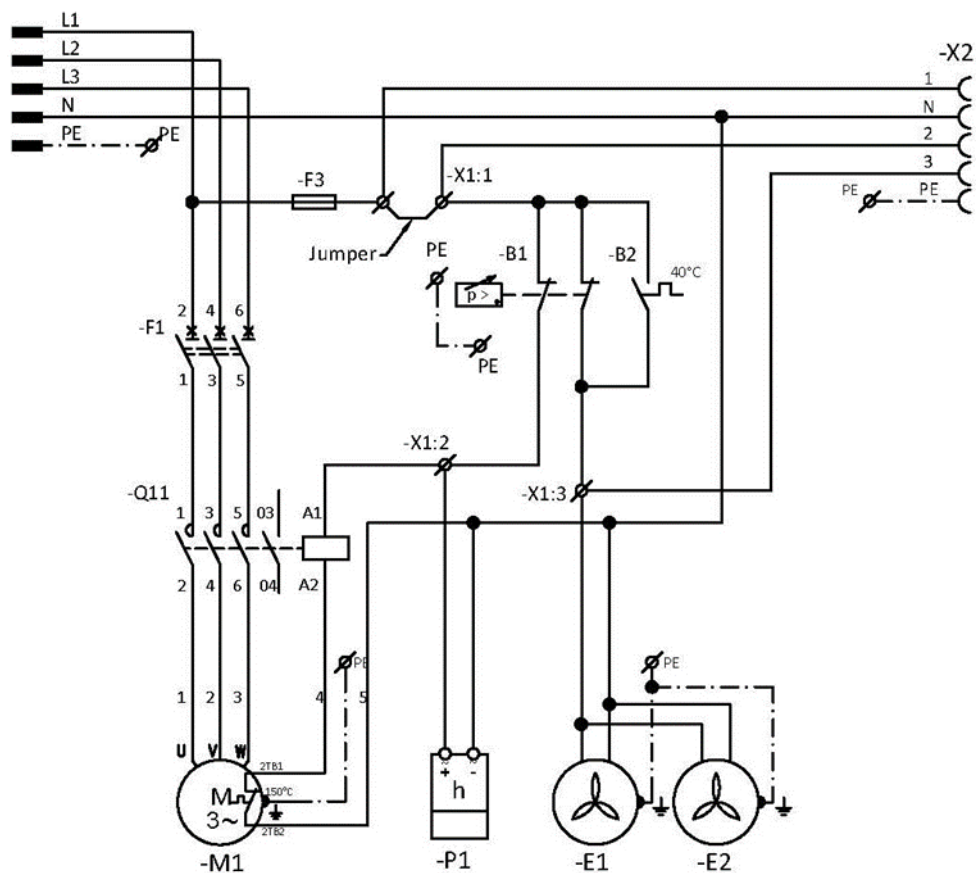 L1
L2
L3
N
PE
PE
-X2
1
N
2
3
PE
PE
-F3
-X1:1
Jumper
PE
-B1
-B2
40°C
p >
PE
2 4 6
-F1
1 3 5
-X1:2
-X1:3
-Q11
1 3 5 03 A1
2 4 6 04 A2
PE
PE
1 2 3 4 5
U V W
2TB1
150°C
M
3~
2TB2
≈ ≈
+ -
h
-M1
-P1
-E1
-E2